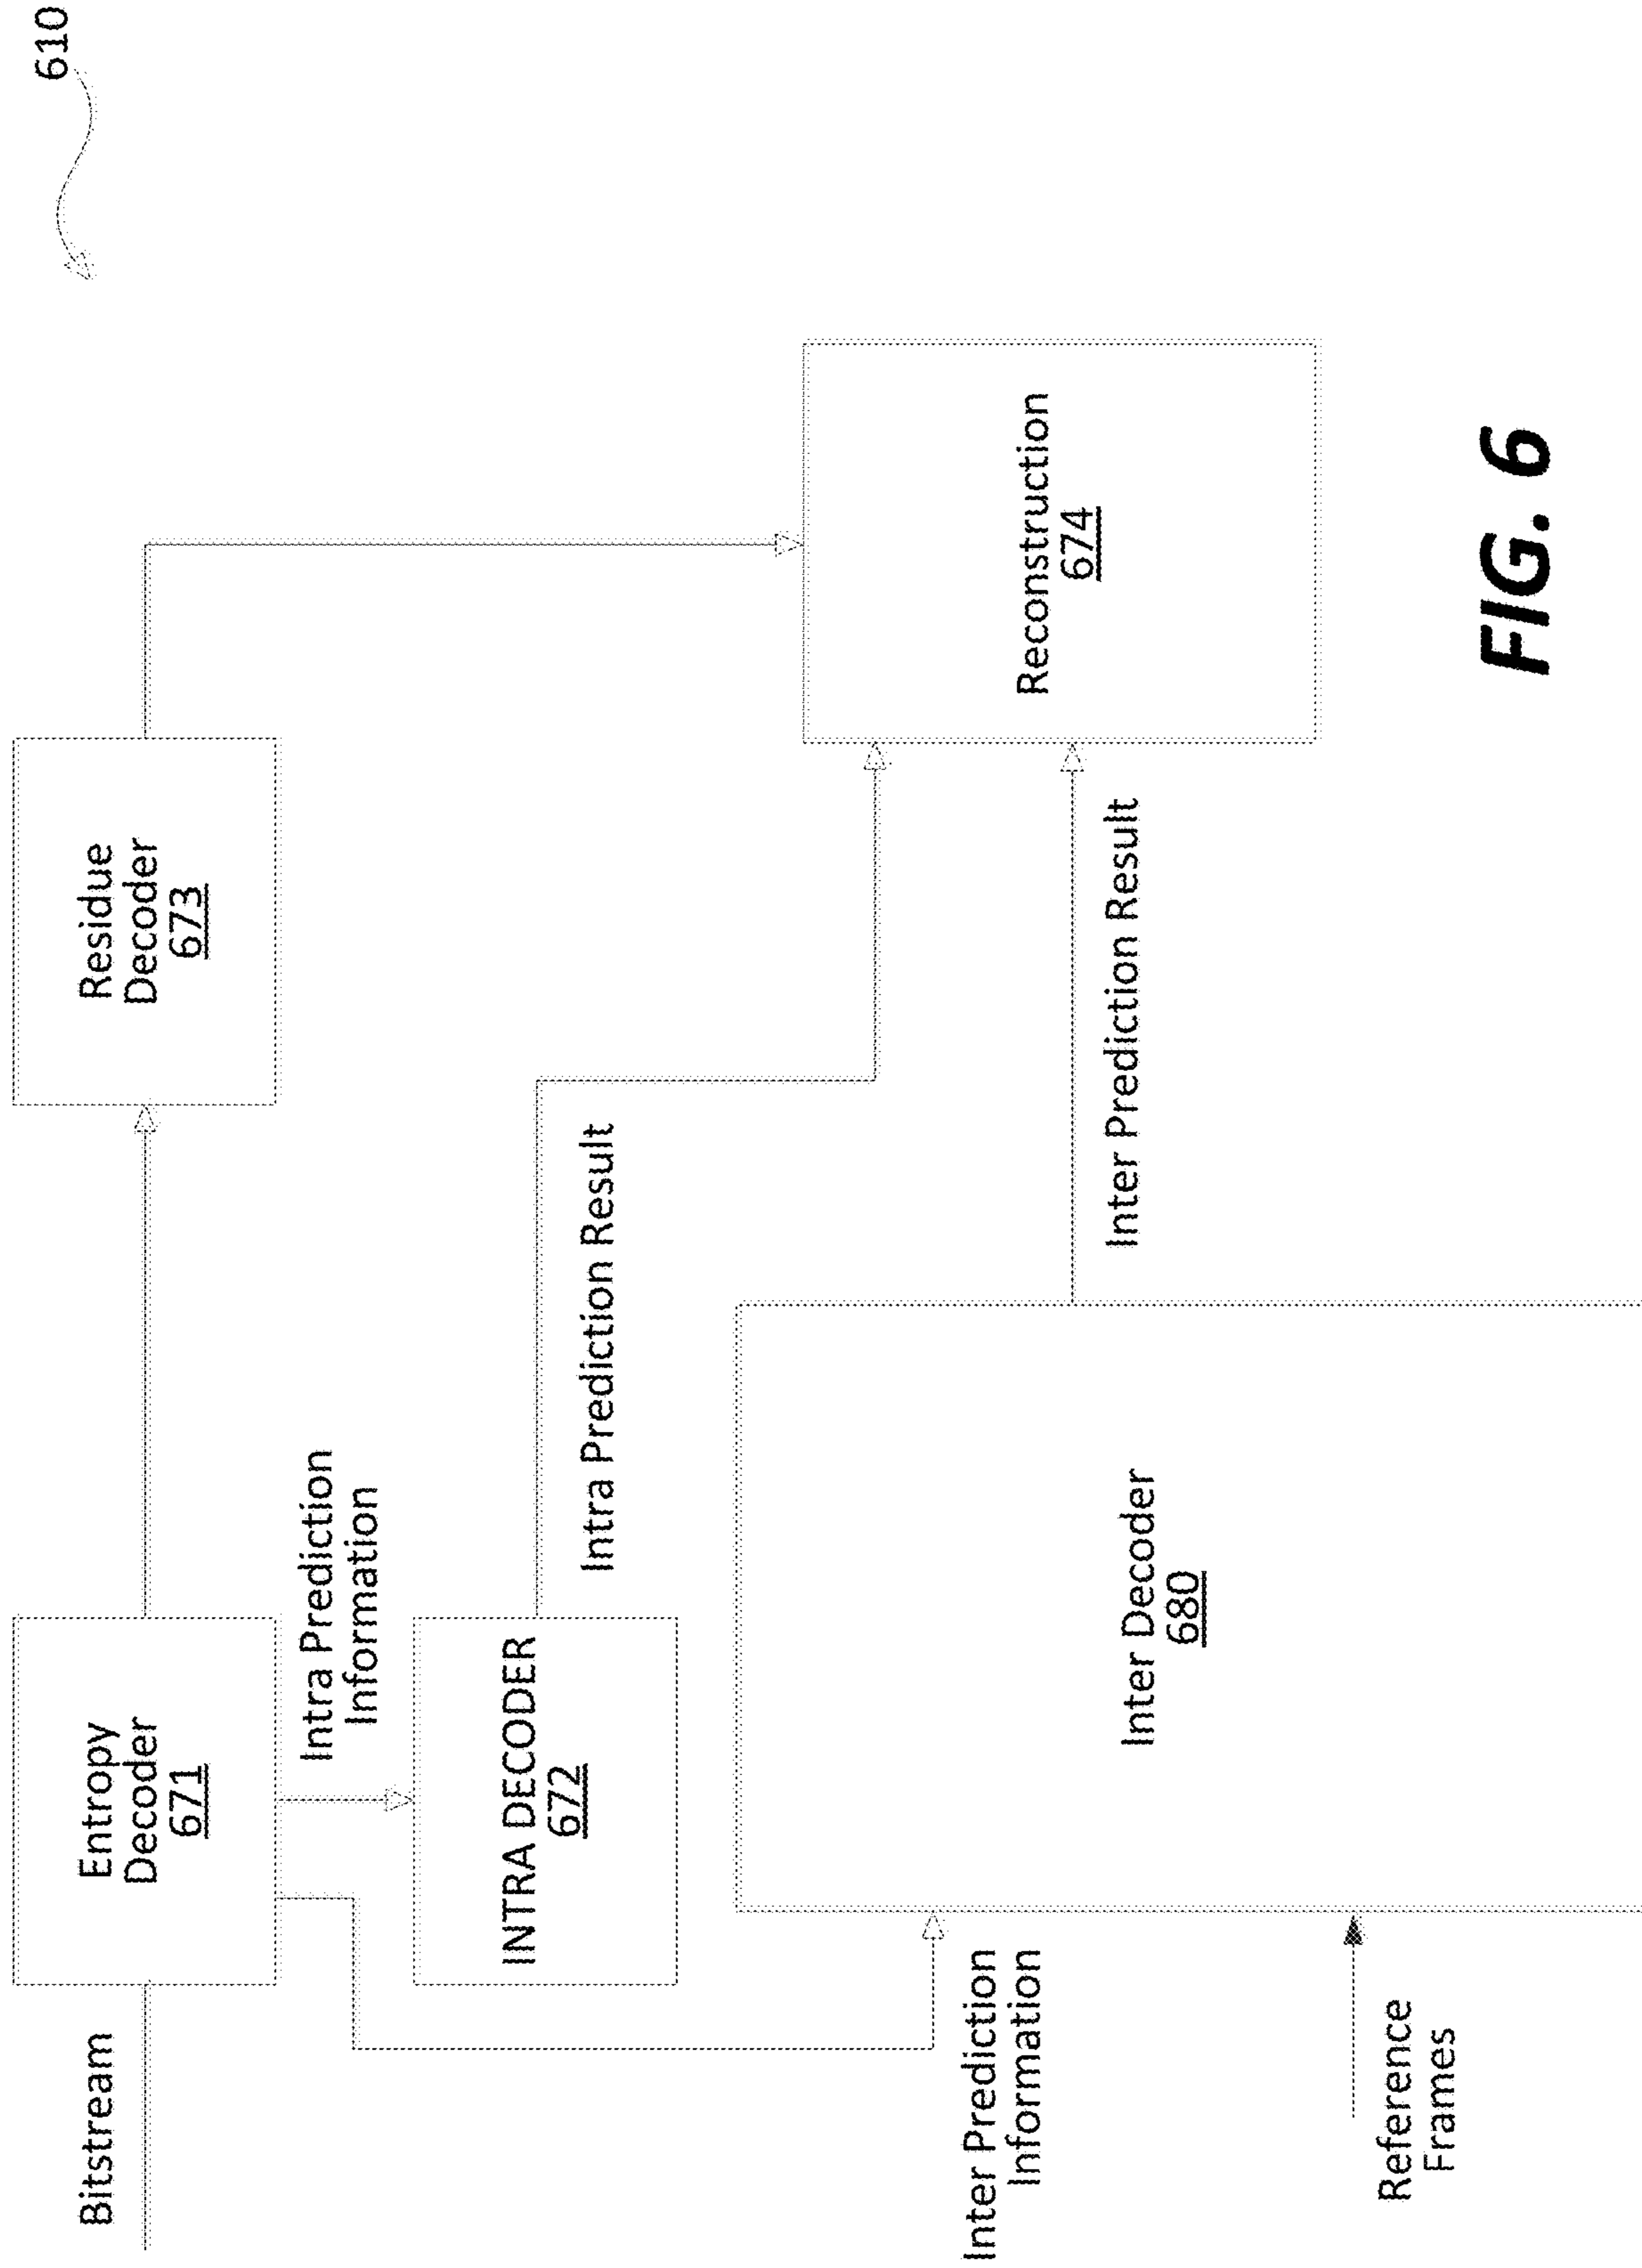 610
Bitstream
Entropy
Decoder
671
Residue
Decoder
673
Intra Prediction
Information
INTRA DECODER
672
Intra Prediction Result
Inter Prediction
Information
Inter Decoder
680
Inter Prediction Result
Reconstruction
674
Reference
Frames
FIG. 6